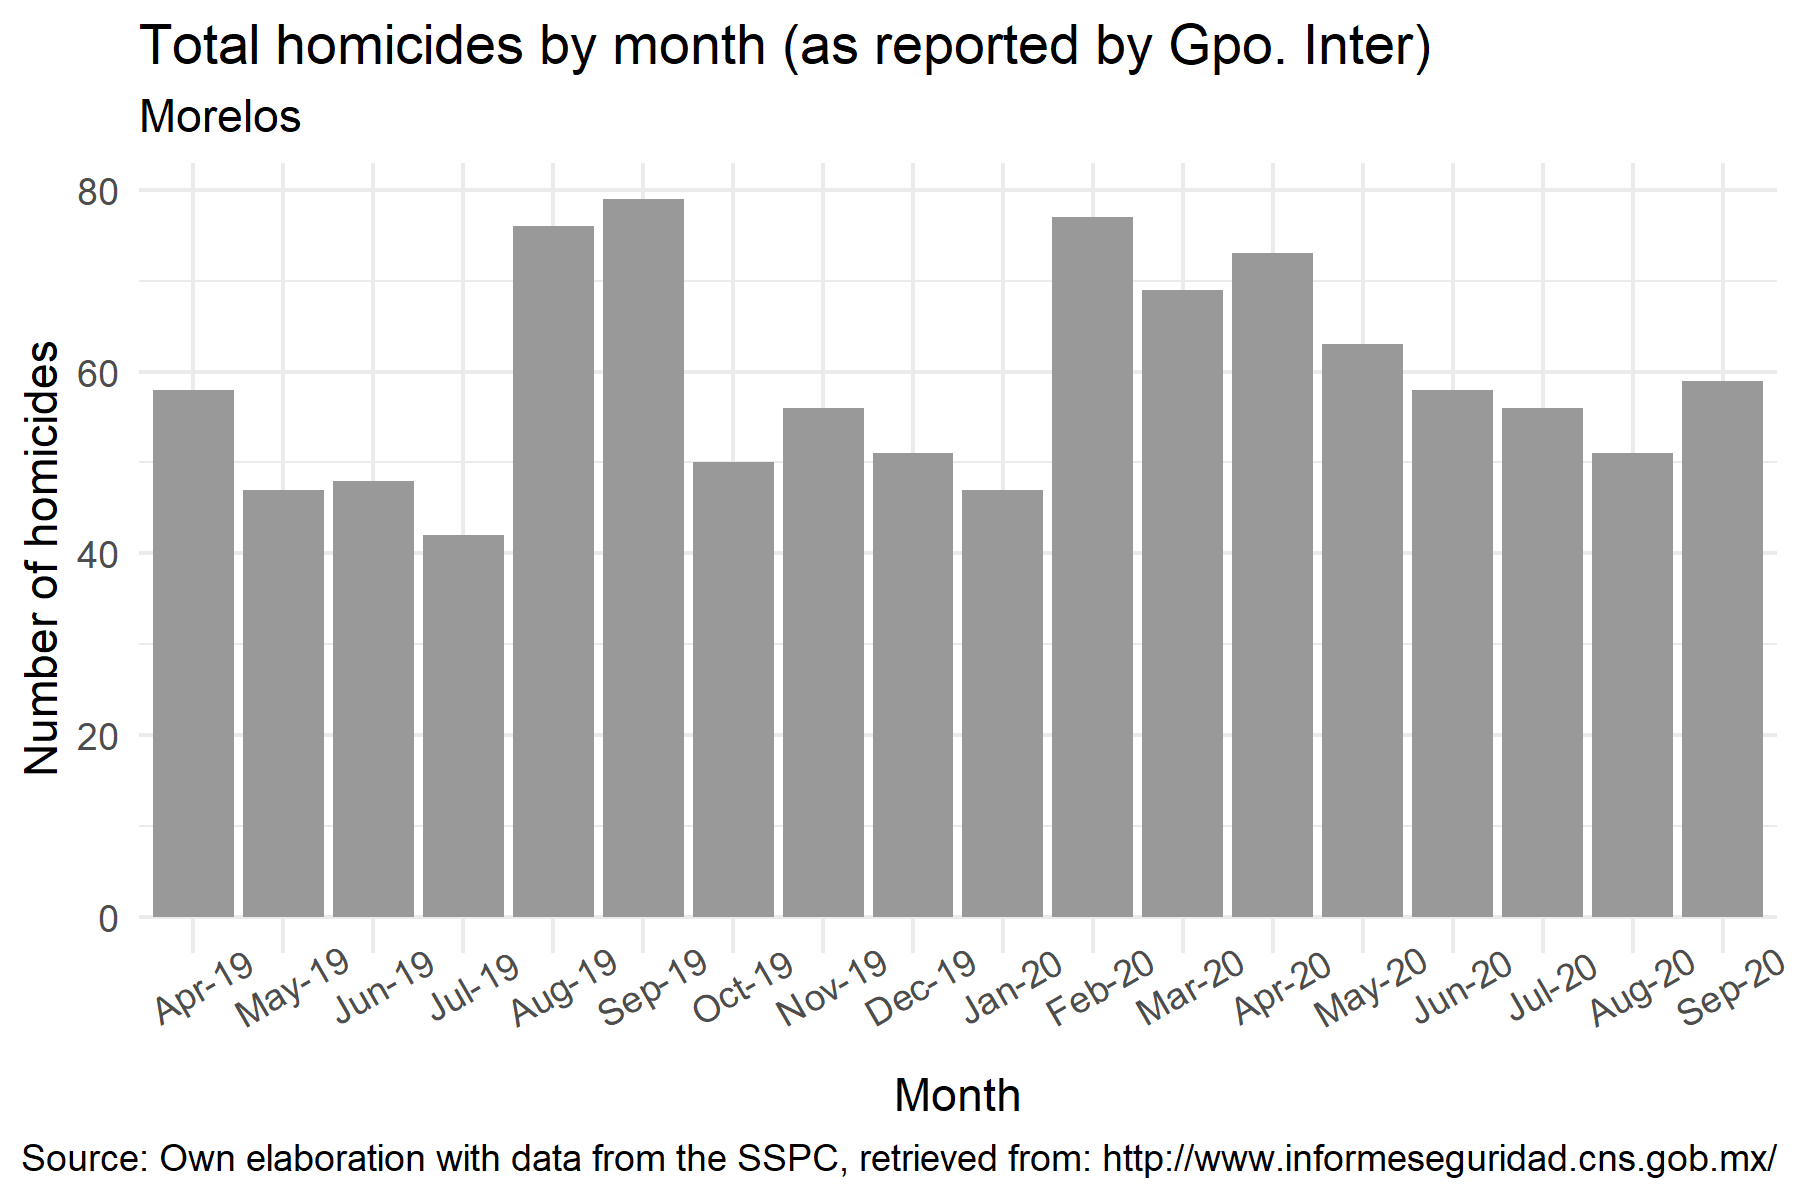 Total homicides by month (as reported by Gpo. Inter)
Morelos
Number of homicides
80
60
40
20
0
Apr-19
May-19
Jun-19
Jul-19
Aug-19
Sep-19
Oct-19
Nov-19
Dec-19
Jan-20
Feb-20
Mar-20
Apr-20
May-20
Jun-20
Jul-20
Aug-20
Sep-20
Month
Source: Own elaboration with data from the SSPC, retrieved from: http://www.informeseguridad.cns.gob.mx/